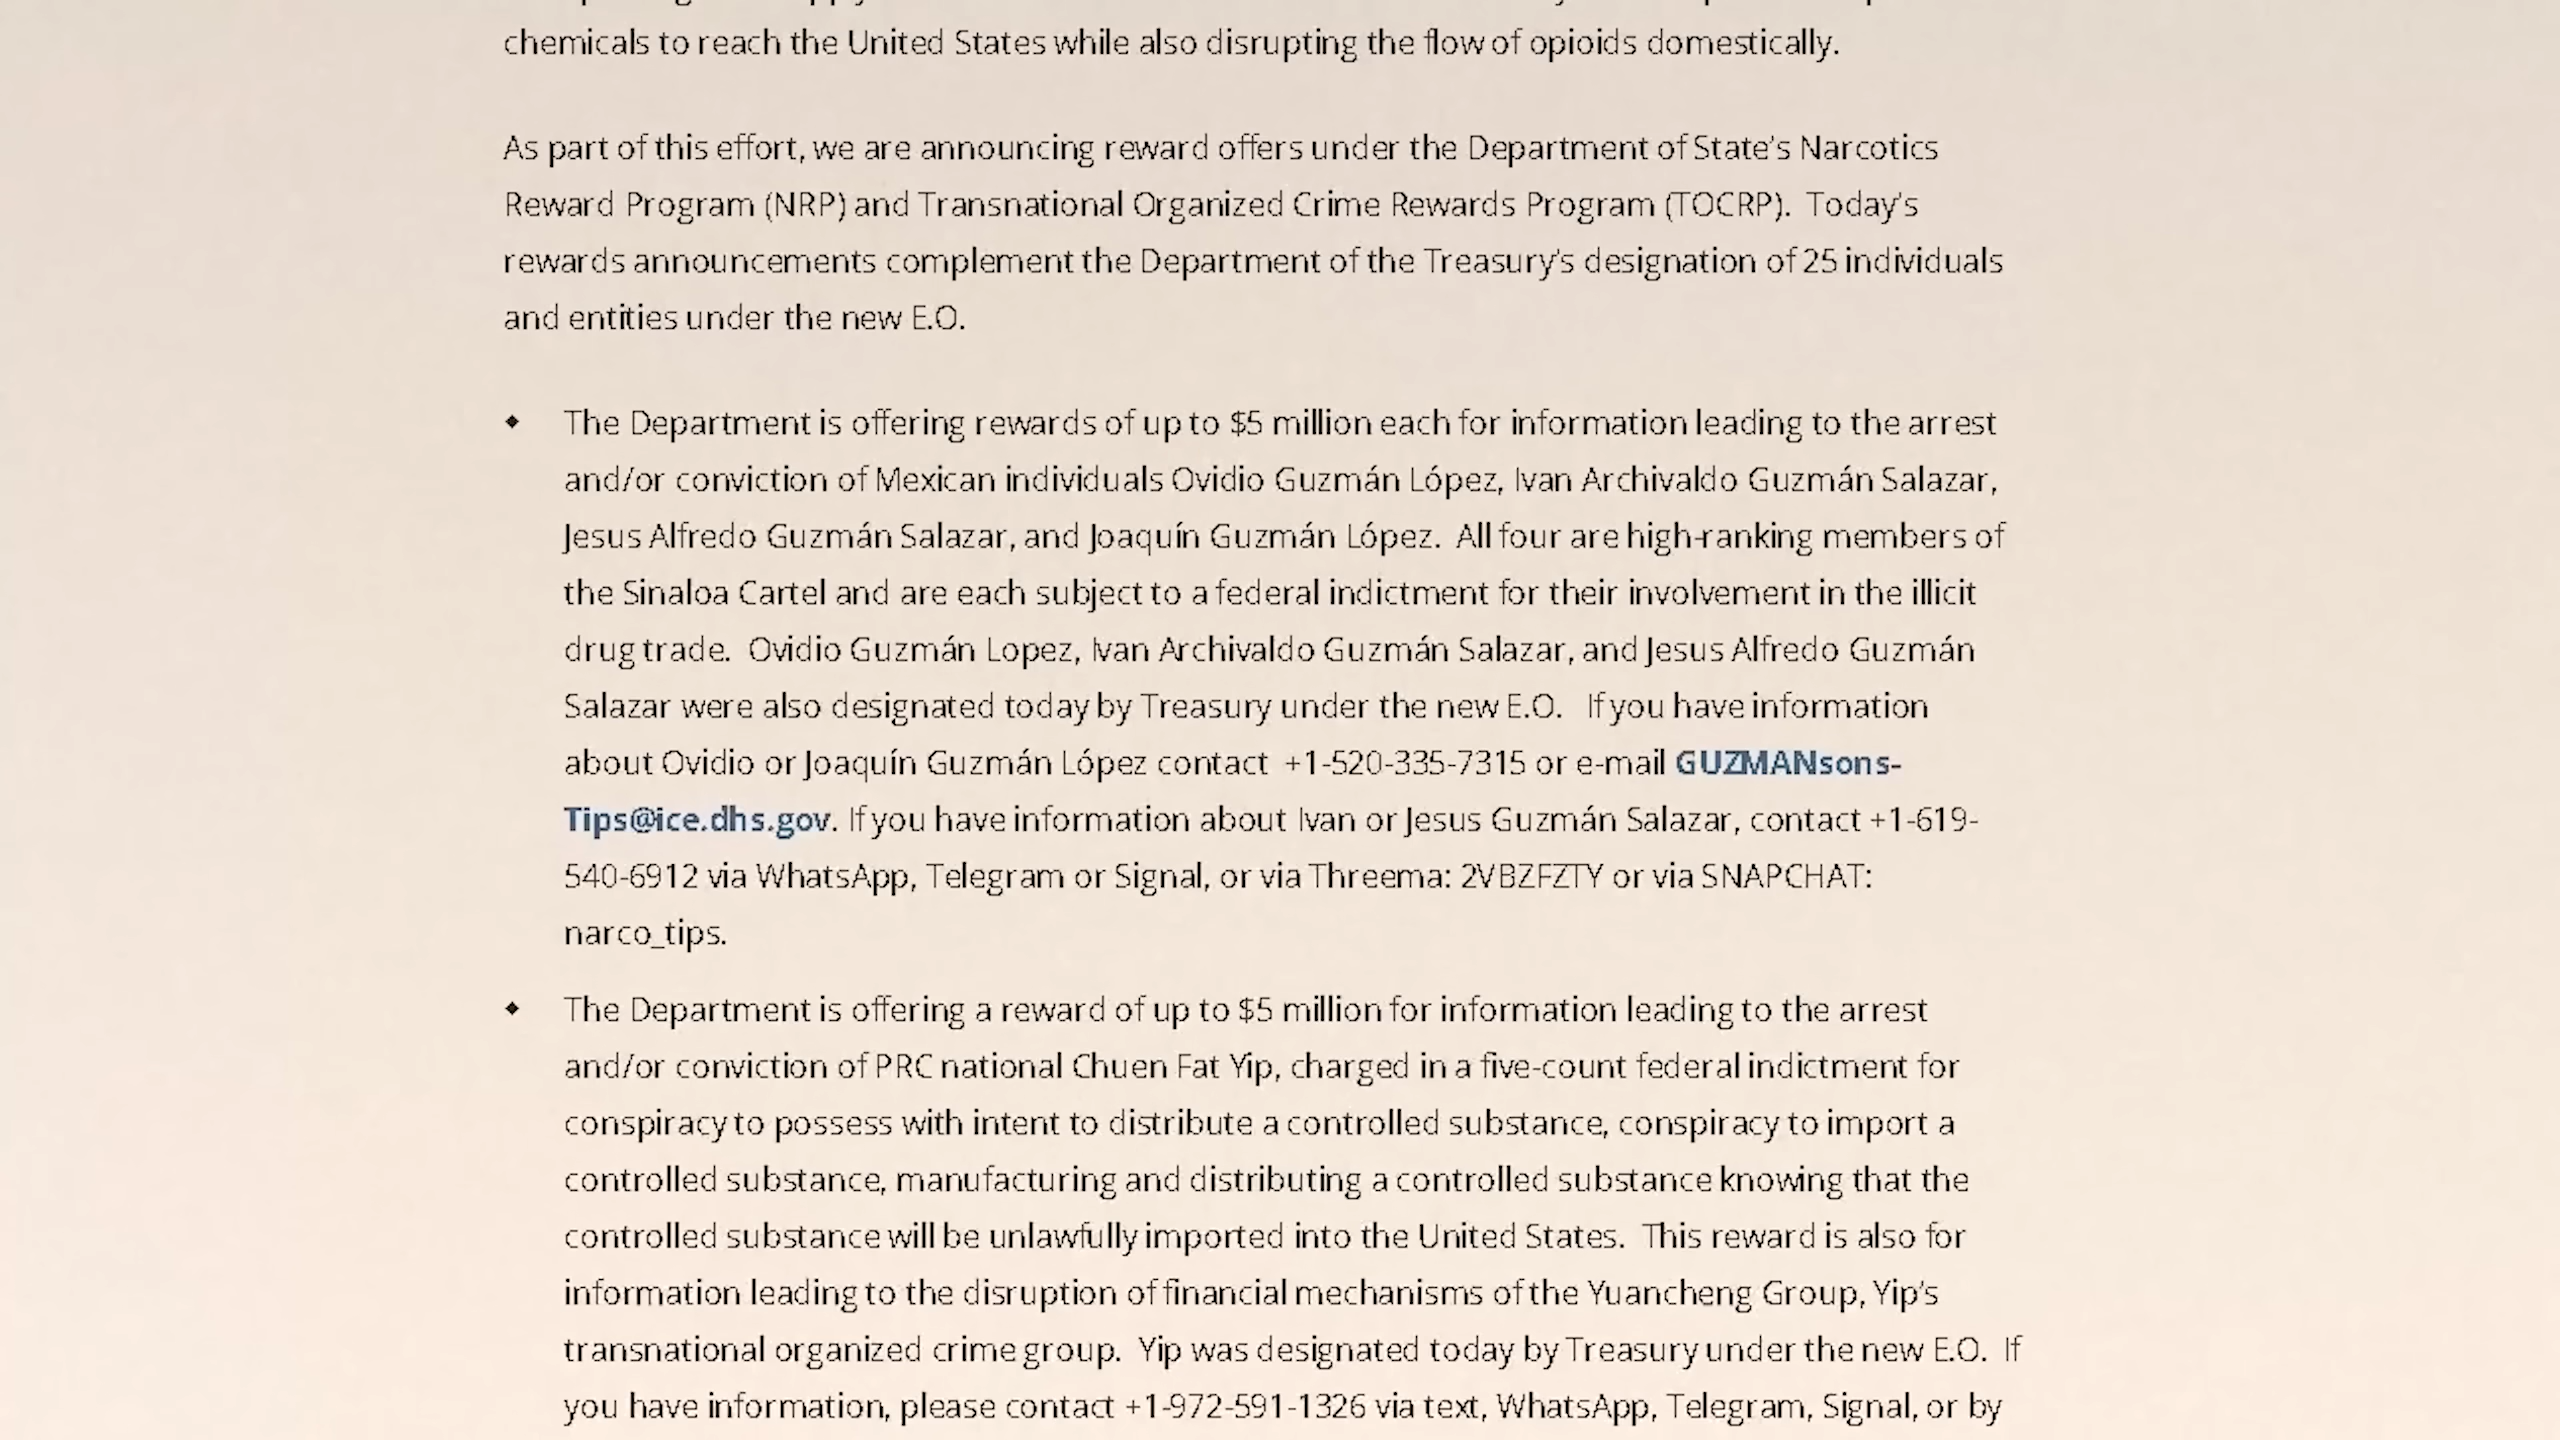 chemicals to reach the United States while also disrupting the flow of opioids domestically.
As part of this effort, we are announcing reward offers under the Department of State's Narcotics
Reward Program (NRP) and Transnational Organized Crime Rewards Program (TOCRP).  Today's
rewards announcements complement the Department of the Treasury's designation of 25 individuals
and entities under the new E.O.
◆ The Department is offering rewards of up to $5 million each for information leading to the arrest
and/or conviction of Mexican individuals Ovidio Guzmán López, Ivan Archivaldo Guzmán Salazar,
Jesus Alfredo Guzmán Salazar, and Joaquín Guzmán López.  All four are high-ranking members of
the Sinaloa Cartel and are each subject to a federal indictment for their involvement in the illicit
drug trade.  Ovidio Guzmán Lopez, Ivan Archivaldo Guzmán Salazar, and Jesus Alfredo Guzmán
Salazar were also designated today by Treasury under the new E.O.   If you have information
about Ovidio or Joaquín Guzmán López contact  +1-520-335-7315 or e-mail GUZMANsons-
Tips@ice.dhs.gov. If you have information about Ivan or Jesus Guzmán Salazar, contact +1-619-
540-6912 via WhatsApp, Telegram or Signal, or via Threema: 2VBZFZTY or via SNAPCHAT:
narco_tips.
◆ The Department is offering a reward of up to $5 million for information leading to the arrest
and/or conviction of PRC national Chuen Fat Yip, charged in a five-count federal indictment for
conspiracy to possess with intent to distribute a controlled substance, conspiracy to import a
controlled substance, manufacturing and distributing a controlled substance knowing that the
controlled substance will be unlawfully imported into the United States.  This reward is also for
information leading to the disruption of financial mechanisms of the Yuancheng Group, Yip's
transnational organized crime group.  Yip was designated today by Treasury under the new E.O.  If
you have information, please contact +1-972-591-1326 via text, WhatsApp, Telegram, Signal, or by